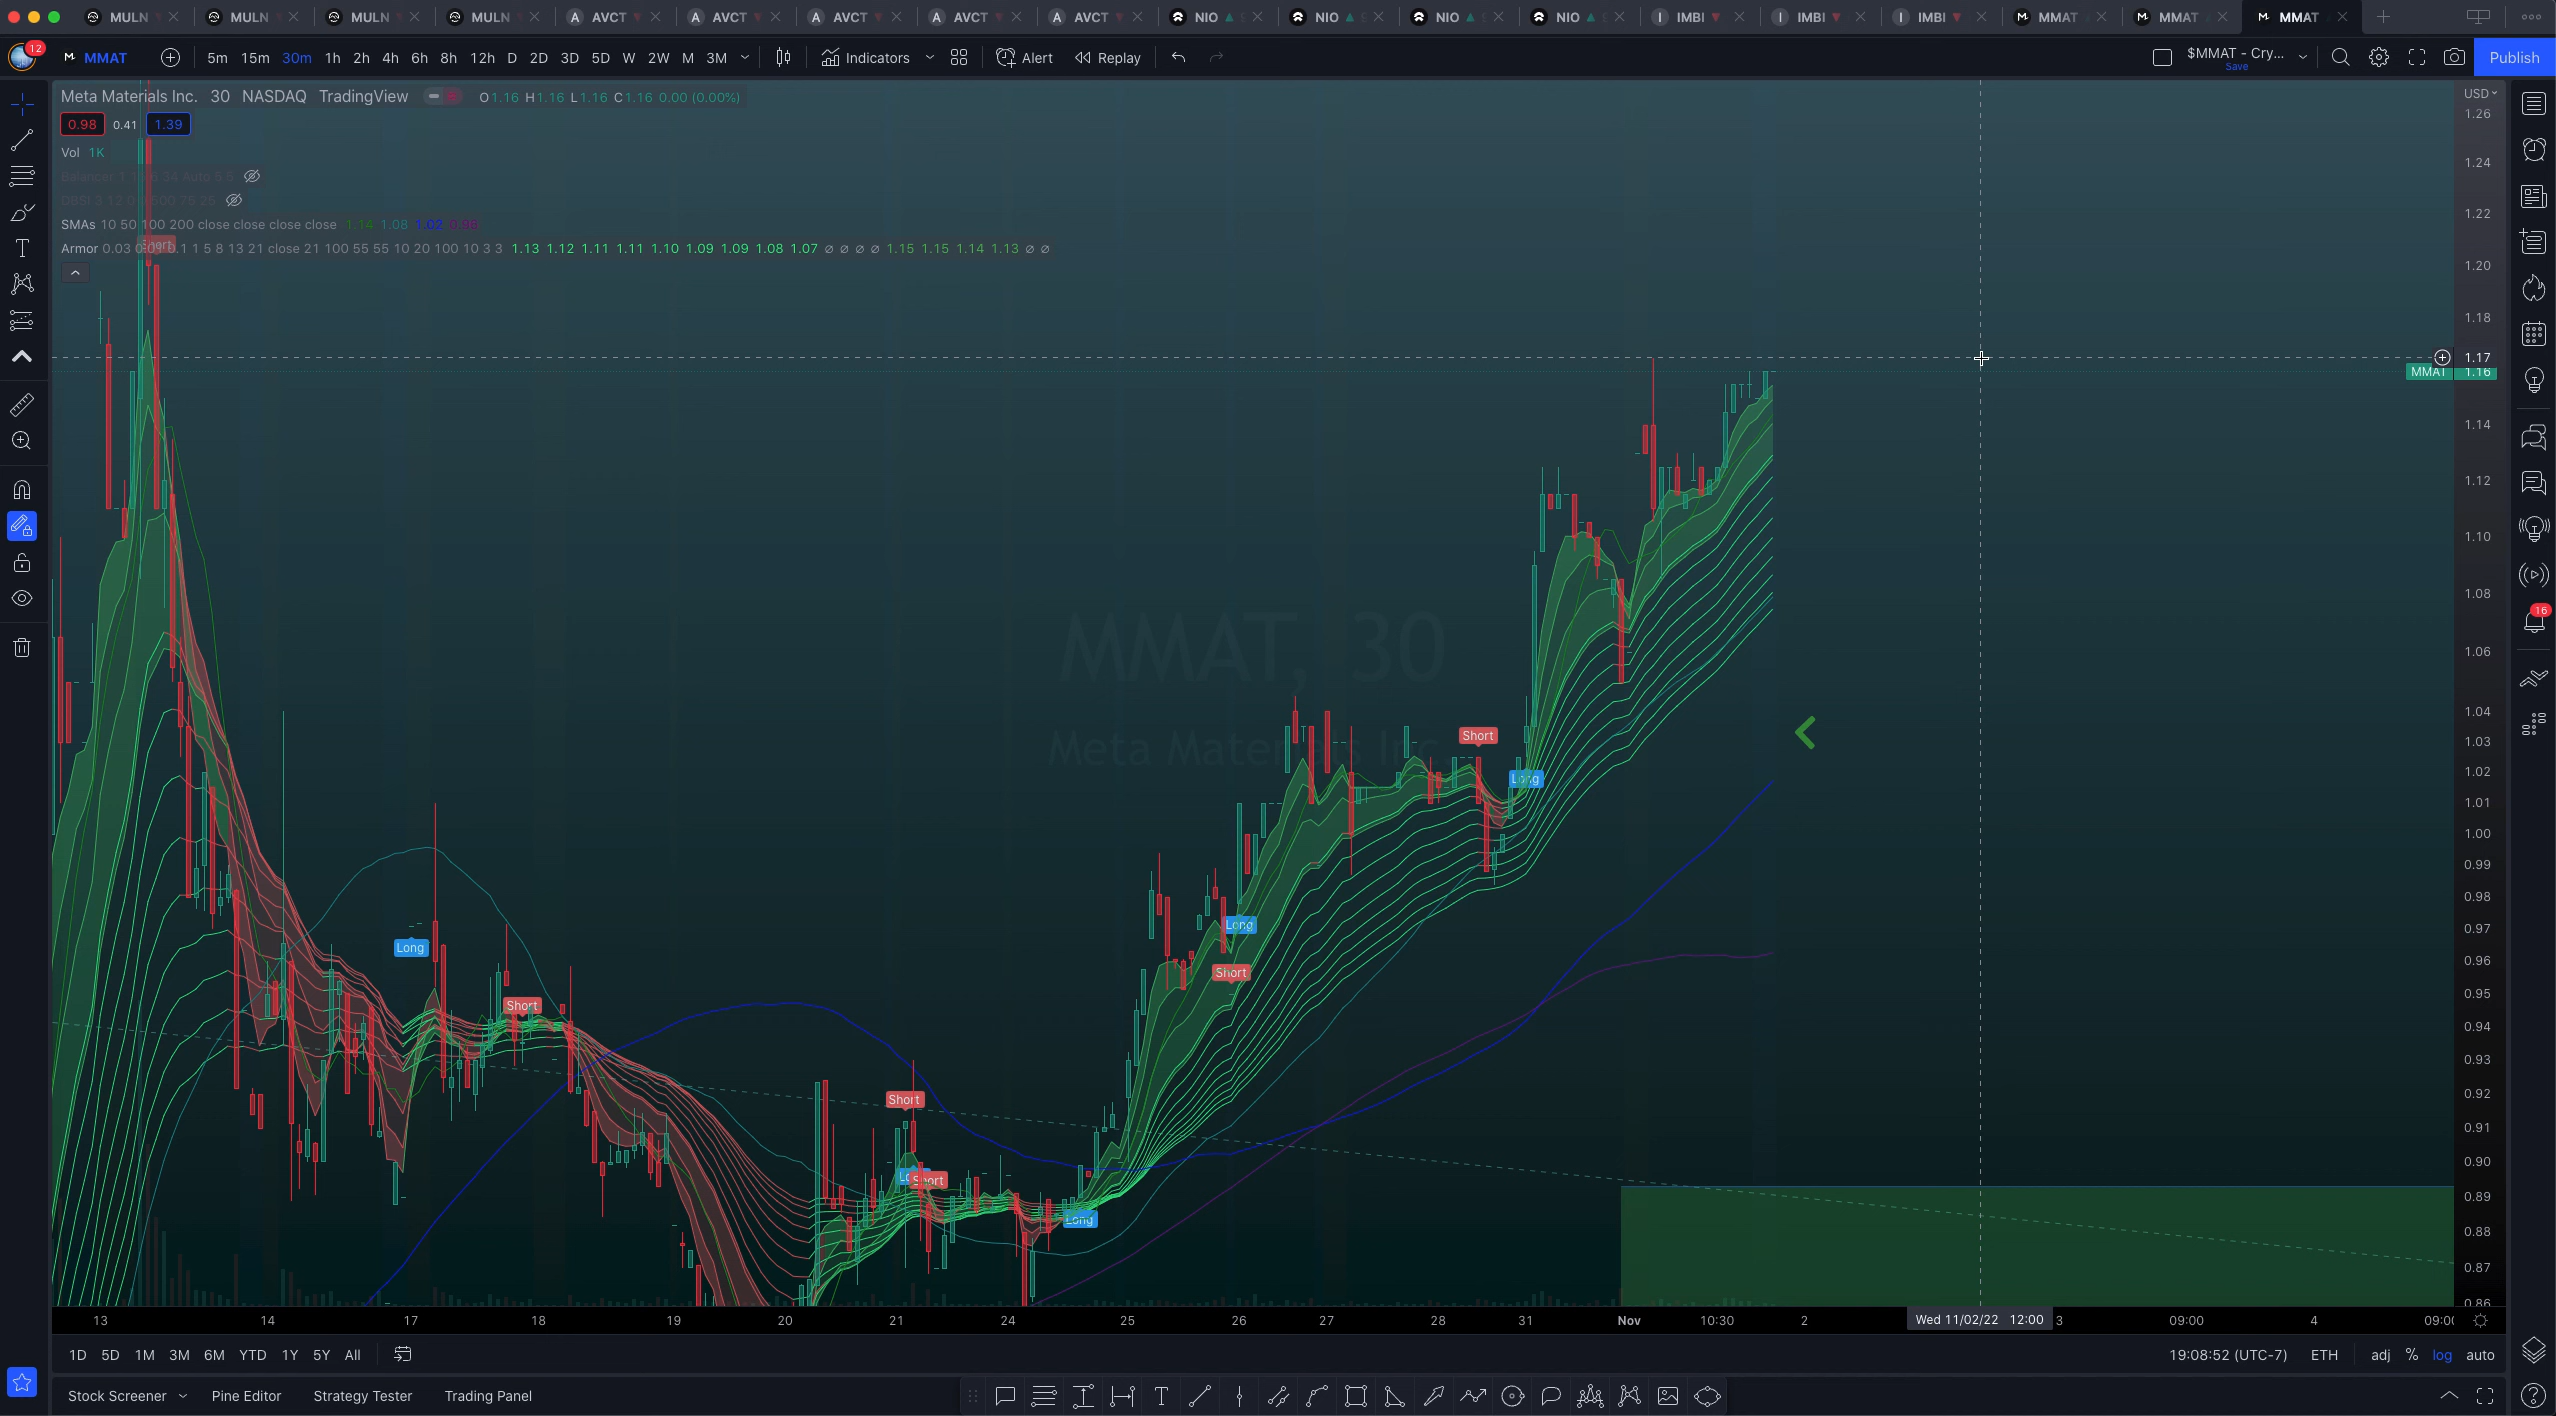 MULN MULN MULN MULN AVCT AVCT AVCT AVCT AVCT NIO NIO NIO NIO IMBI IMBI IMBI MMAT MMAT MMAT
12 MMAT 5m 15m 30m 1h 2h 4h 6h 8h 12h D 2D 3D 5D W 2W M 3M Indicators Alert Replay $MMAT - Cry... Save Publish
Meta Materials Inc. 30 NASDAQ TradingView O1.16 H1.16 L1.16 C1.16 0.00 (0.00%)
USD
0.98 0.41 1.39
Vol 1K
SMAs 10 50 100 200 close close close close 1.14 1.08 1.02 0.96
Armor 0.03 0.1 1 5 8 13 21 close 21 100 55 55 10 20 100 10 3 3 1.13 1.12 1.11 1.11 1.10 1.09 1.09 1.08 1.07 ∅ ∅ ∅ ∅ 1.15 1.15 1.14 1.13 ∅ ∅
Short
1.26
1.24
1.22
1.20
1.18
1.17
MMAT 1.16
1.14
1.12
1.10
1.08
1.06
1.04
1.03
1.02
1.01
1.00
0.99
0.98
0.97
0.96
0.95
0.94
0.93
0.92
0.91
0.90
0.89
0.88
0.87
0.86
16
MMAT, 30
Meta Materials Inc.
Short
Long
Long
Long
Short
Short
Short
Short
Long
13 14 17 18 19 20 21 24 25 26 27 28 31 Nov 10:30 2 Wed 11/02/22 12:00 3 09:00 4 09:00
1D 5D 1M 3M 6M YTD 1Y 5Y All 19:08:52 (UTC-7) ETH adj % log auto
Stock Screener Pine Editor Strategy Tester Trading Panel